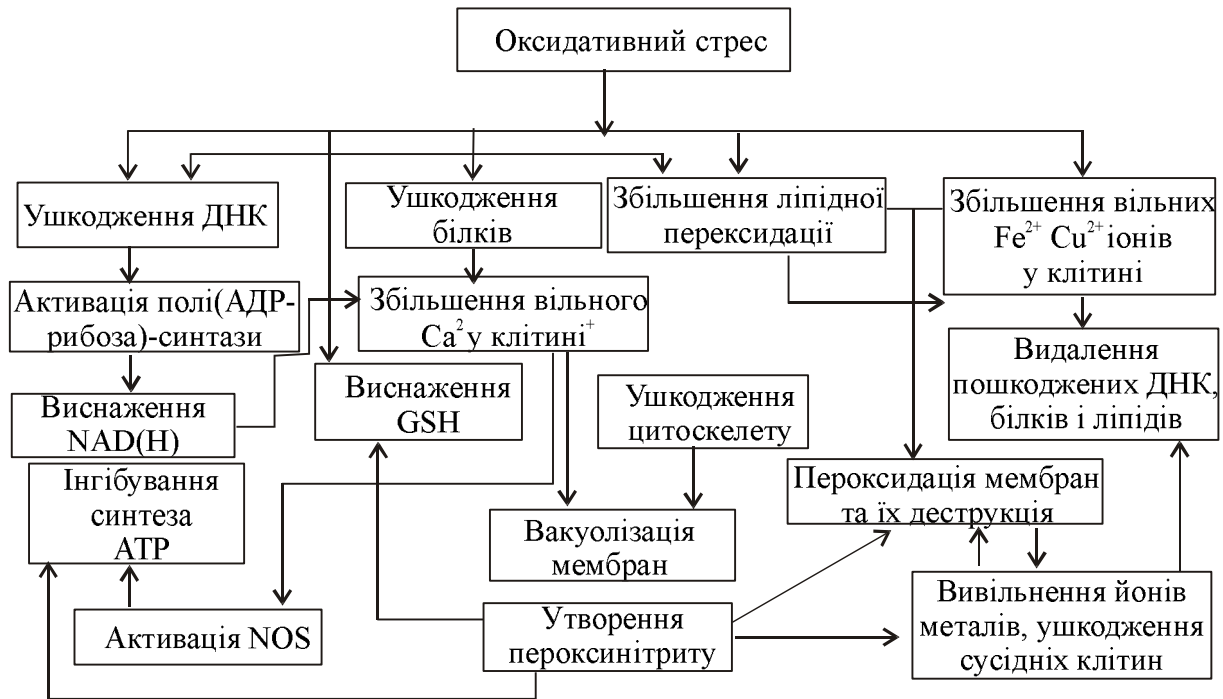 Оксидативний стрес
Ушкодження ДНК
Ушкодження
білків
Збільшення ліпідної
перексидації
Збільшення вільних
Fe²⁺ Cu²⁺ іонів
у клітині
Активація полі(АДР-
рибоза)-синтази
Збільшення вільного
Ca² у клітині⁺
Видалення
пошкоджених ДНК,
білків і ліпідів
Виснаження
NAD(H)
Виснаження
GSH
Ушкодження
цитоскелету
Інгібування
синтеза
АТР
Вакуолізація
мембран
Пероксидація мембран
та їх деструкція
Активація NOS
Утворення
пероксинітриту
Вивільнення йонів
металів, ушкодження
сусідніх клітин